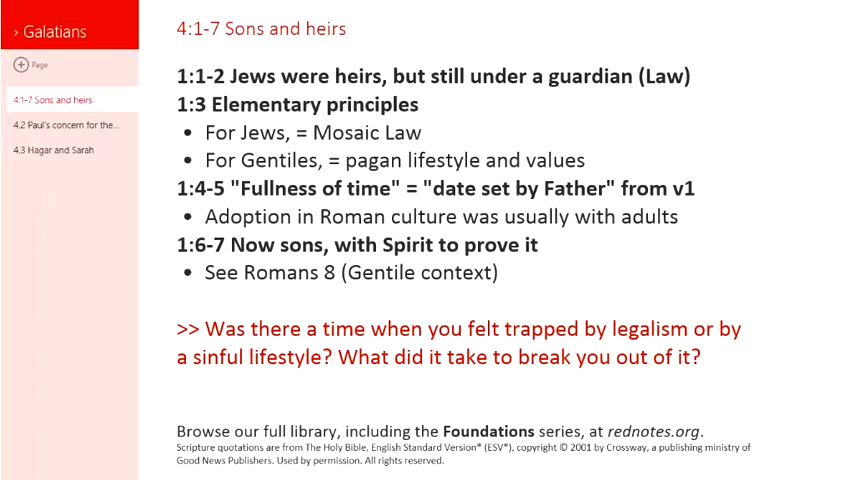 › Galatians
Page
4:1-7 Sons and heirs
4.2 Paul's concern for the...
4.3 Hagar and Sarah
4:1-7 Sons and heirs
1:1-2 Jews were heirs, but still under a guardian (Law)
1:3 Elementary principles
• For Jews, = Mosaic Law
• For Gentiles, = pagan lifestyle and values
1:4-5 "Fullness of time" = "date set by Father" from v1
• Adoption in Roman culture was usually with adults
1:6-7 Now sons, with Spirit to prove it
• See Romans 8 (Gentile context)
>> Was there a time when you felt trapped by legalism or by
a sinful lifestyle? What did it take to break you out of it?
Browse our full library, including the Foundations series, at rednotes.org.
Scripture quotations are from The Holy Bible, English Standard Version® (ESV®), copyright © 2001 by Crossway, a publishing ministry of
Good News Publishers. Used by permission. All rights reserved.